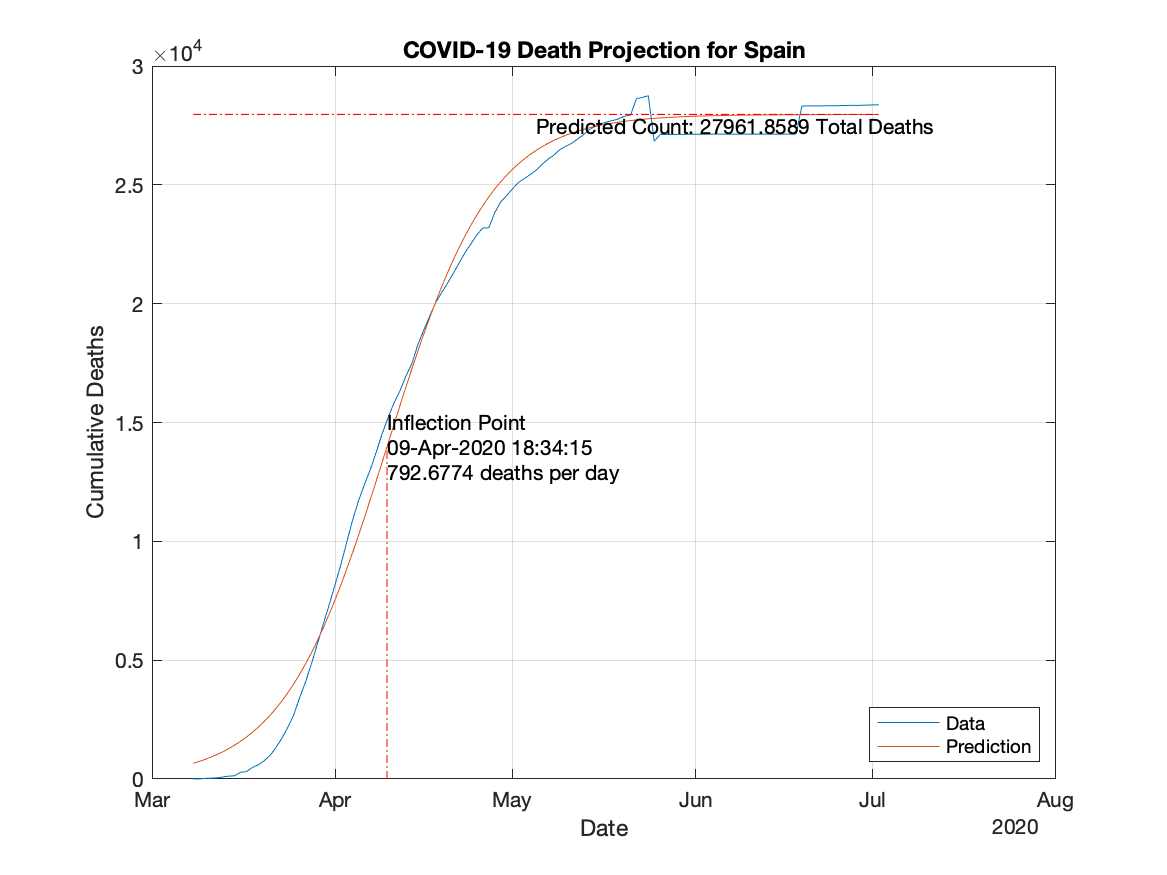 COVID-19 Death Projection for Spain
×10⁴
3
2.5
2
1.5
1
0.5
0
Cumulative Deaths
Predicted Count: 27961.8589 Total Deaths
Inflection Point
09-Apr-2020 18:34:15
792.6774 deaths per day
Data
Prediction
Mar Apr May Jun Jul Aug
Date
2020